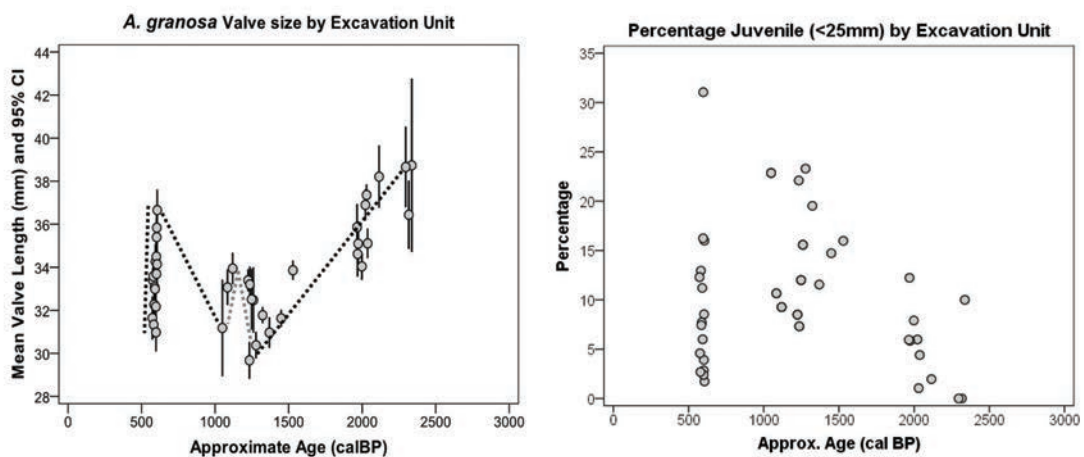 A. granosa Valve size by Excavation Unit
Mean Valve Length (mm) and 95% CI
44
42
40
38
36
34
32
30
28
0 500 1000 1500 2000 2500 3000
Approximate Age (calBP)
Percentage Juvenile (<25mm) by Excavation Unit
Percentage
35
30
25
20
15
10
5
0
0 500 1000 1500 2000 2500 3000
Approx. Age (cal BP)